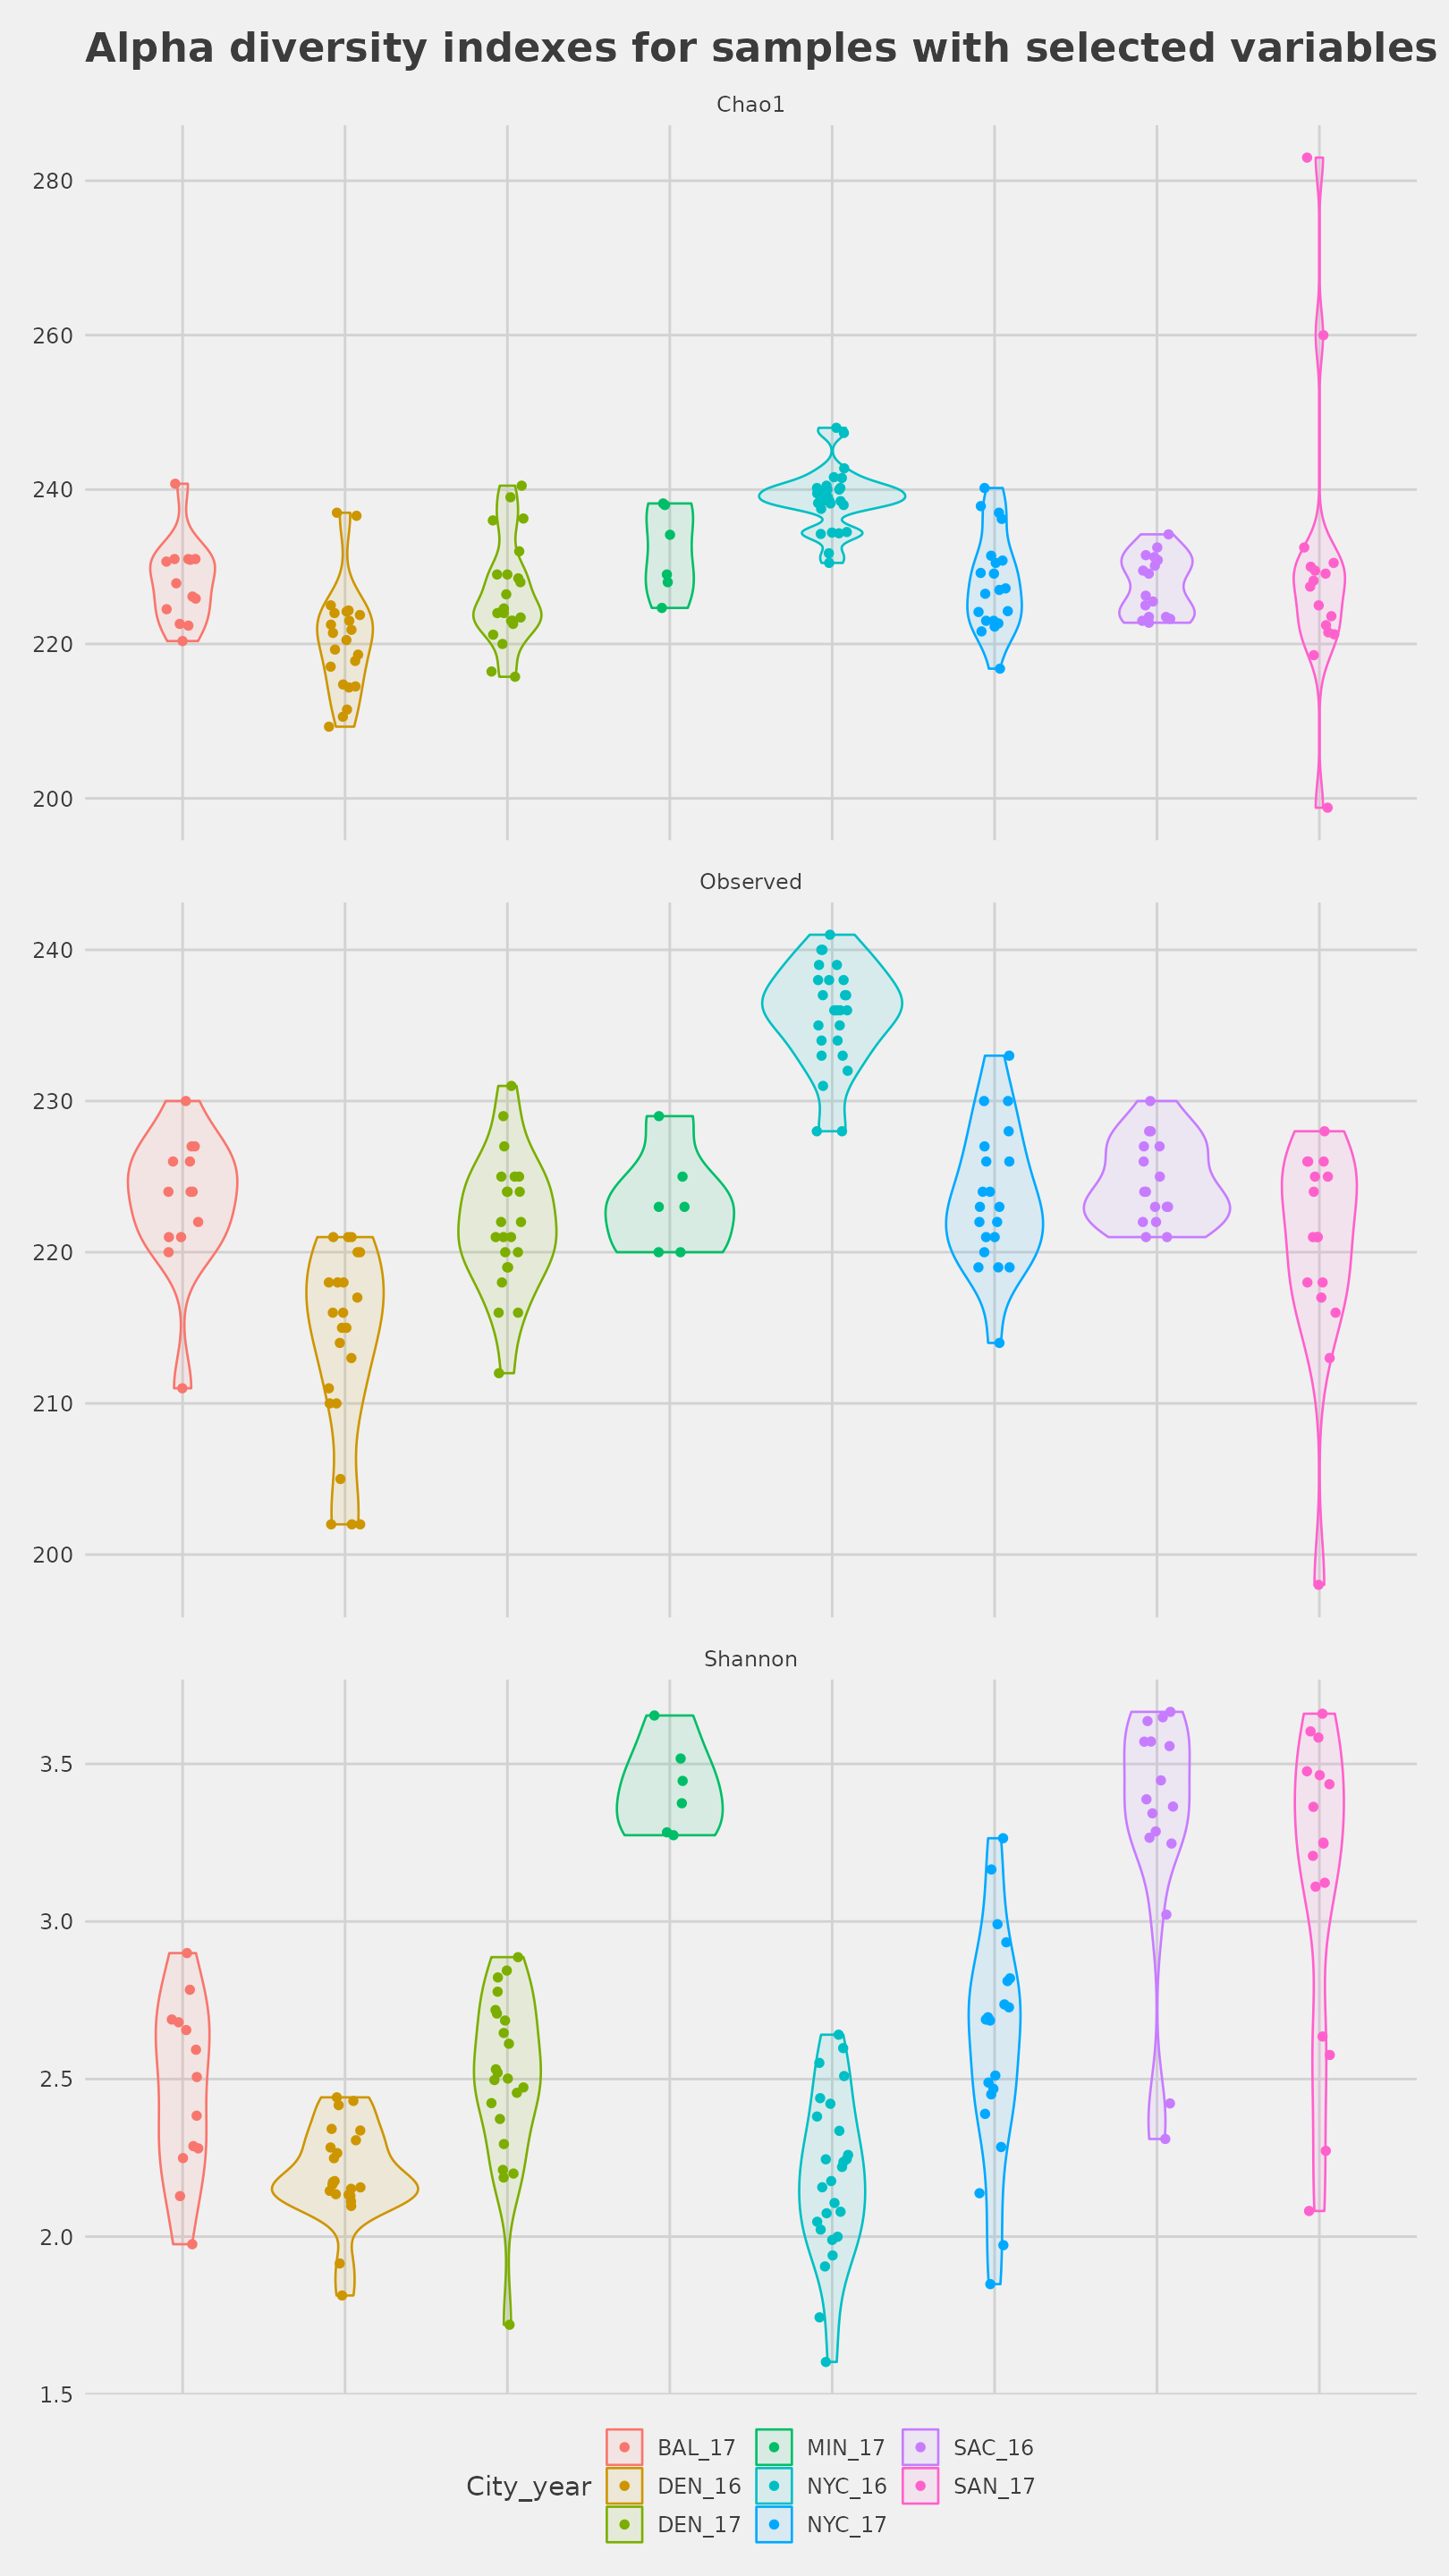 Alpha diversity indexes for samples with selected variables
Chao1
280
260
240
220
200
Observed
240
230
220
210
200
Shannon
3.5
3.0
2.5
2.0
1.5
City_year
BAL_17 MIN_17 SAC_16
DEN_16 NYC_16 SAN_17
DEN_17 NYC_17